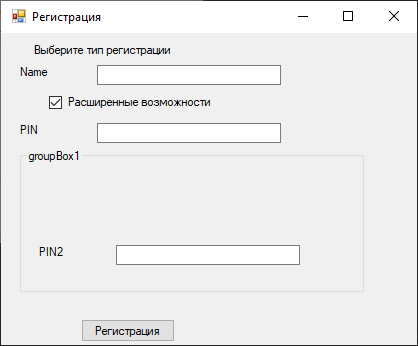 Регистрация
Выберите тип регистрации
Name
Расширенные возможности
PIN
groupBox1
PIN2
Регистрация